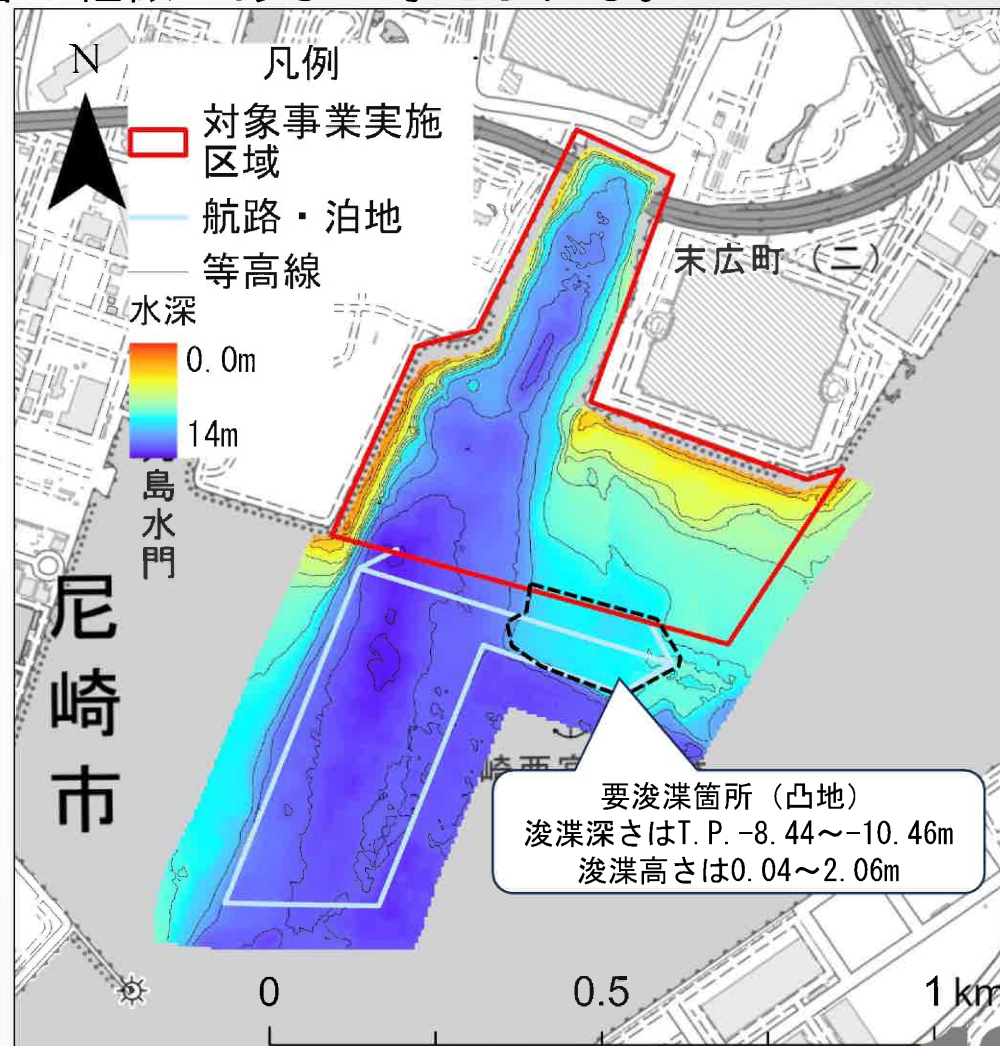 N
凡例
対象事業実施
区域
航路・泊地
等高線
水深
0.0m
14m
末広町（二）
島水門
尼崎市
崎西宮
要浚渫箇所（凸地）
浚渫深さはT.P.-8.44～-10.46m
浚渫高さは0.04～2.06m
0
0.5
1 km